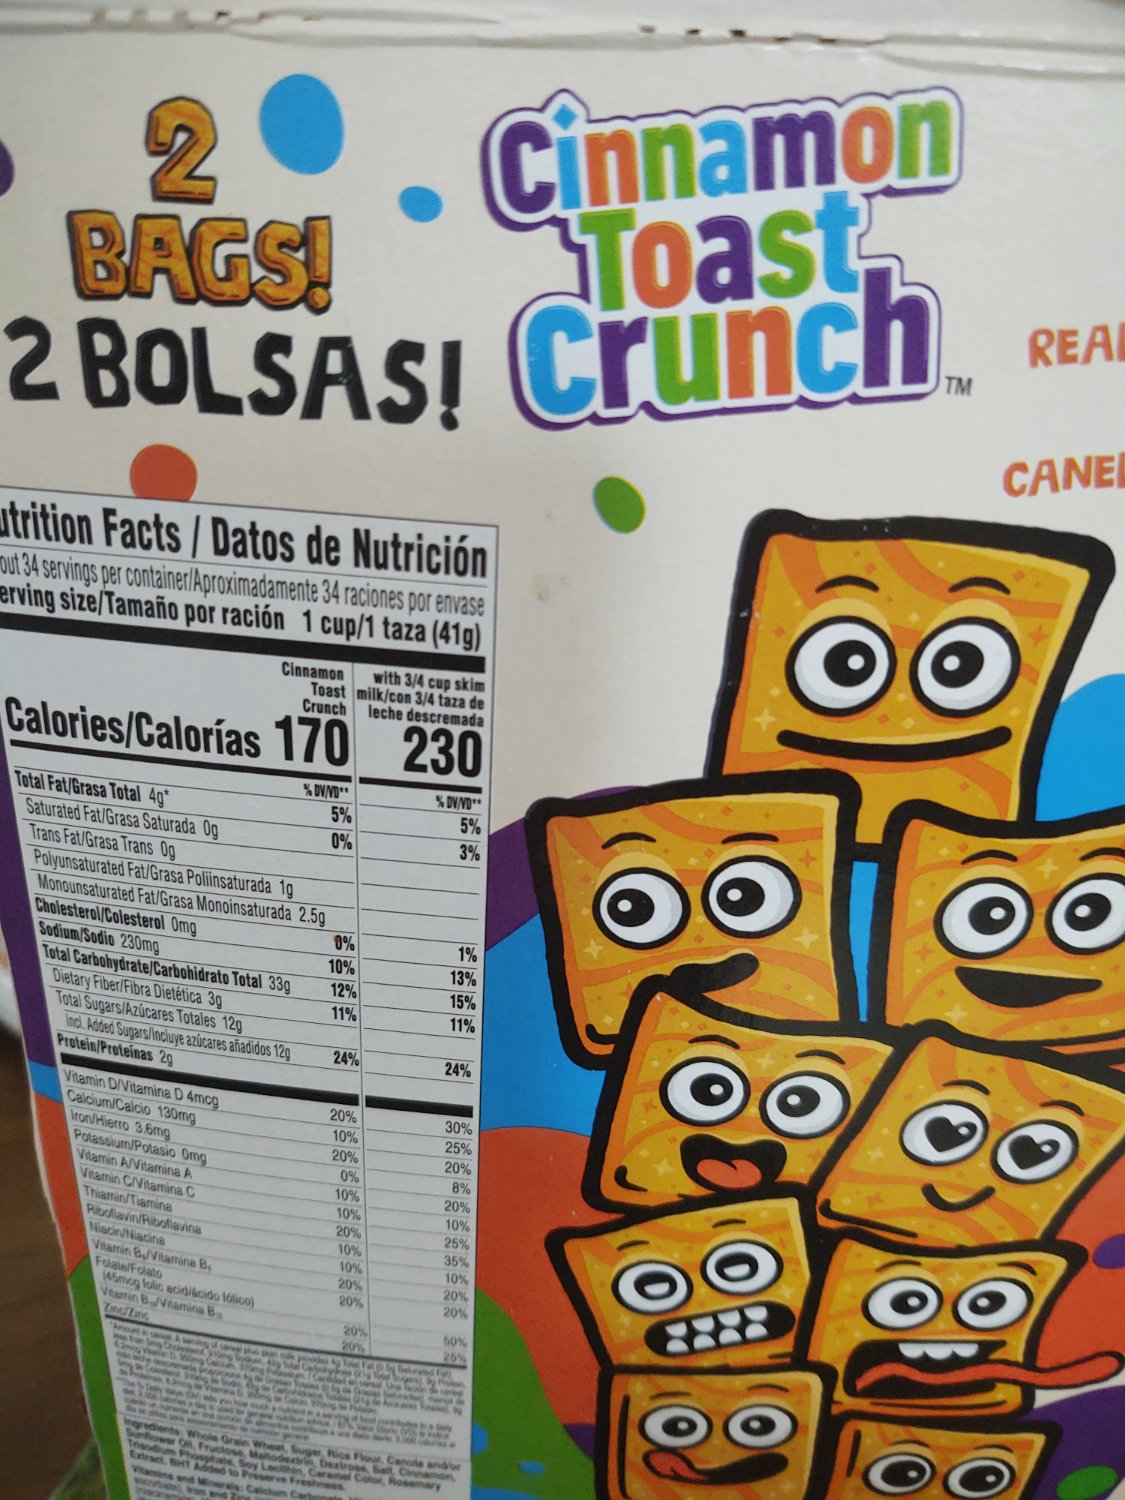 2
BAGS!
2 BOLSAS!
Cinnamon
Toast
Crunch™
REAL
CANEL
utrition Facts / Datos de Nutrición
out 34 servings per container/Aproximadamente 34 raciones por envase
erving size/Tamaño por ración 1 cup/1 taza (41g)
Cinnamon Toast Crunch
with 3/4 cup skim milk/con 3/4 taza de leche descremada
Calories/Calorías 170 230
% DV/VD** % DV/VD**
Total Fat/Grasa Total 4g* 5% 5%
Saturated Fat/Grasa Saturada 0g 0% 3%
Trans Fat/Grasa Trans 0g
Polyunsaturated Fat/Grasa Poliinsaturada 1g
Monounsaturated Fat/Grasa Monoinsaturada 2.5g
Cholesterol/Colesterol 0mg 0% 1%
Sodium/Sodio 230mg 10% 13%
Total Carbohydrate/Carbohidrato Total 33g 12% 15%
Dietary Fiber/Fibra Dietética 3g 11% 11%
Total Sugars/Azúcares Totales 12g
Incl. Added Sugars/Incluye azúcares añadidos 12g 24% 24%
Protein/Proteínas 2g
Vitamin D/Vitamina D 4mcg 20% 30%
Calcium/Calcio 130mg 10% 25%
Iron/Hierro 3.6mg 20% 20%
Potassium/Potasio 0mg 0% 8%
Vitamin A/Vitamina A 10% 20%
Vitamin C/Vitamina C 10% 10%
Thiamin/Tiamina 20% 25%
Riboflavin/Riboflavina 10% 35%
Niacin/Niacina 10% 10%
Vitamin B₆/Vitamina B₆ 20% 20%
Folate/Folato 20% 20%
(45mcg folic acid/ácido fólico)
Vitamin B₁₂/Vitamina B₁₂ 20% 50%
Zinc/Zinc 20% 25%
Ingredients: Whole Grain Wheat, Sugar, Rice Flour, Canola and/or
Sunflower Oil, Fructose, Maltodextrin, Dextrose, Salt, Cinnamon,
Trisodium Phosphate, Soy Lecithin, Caramel Color, Rosemary
Extract. BHT Added to Preserve Freshness.
Vitamins and Minerals: Calcium Carbonate,